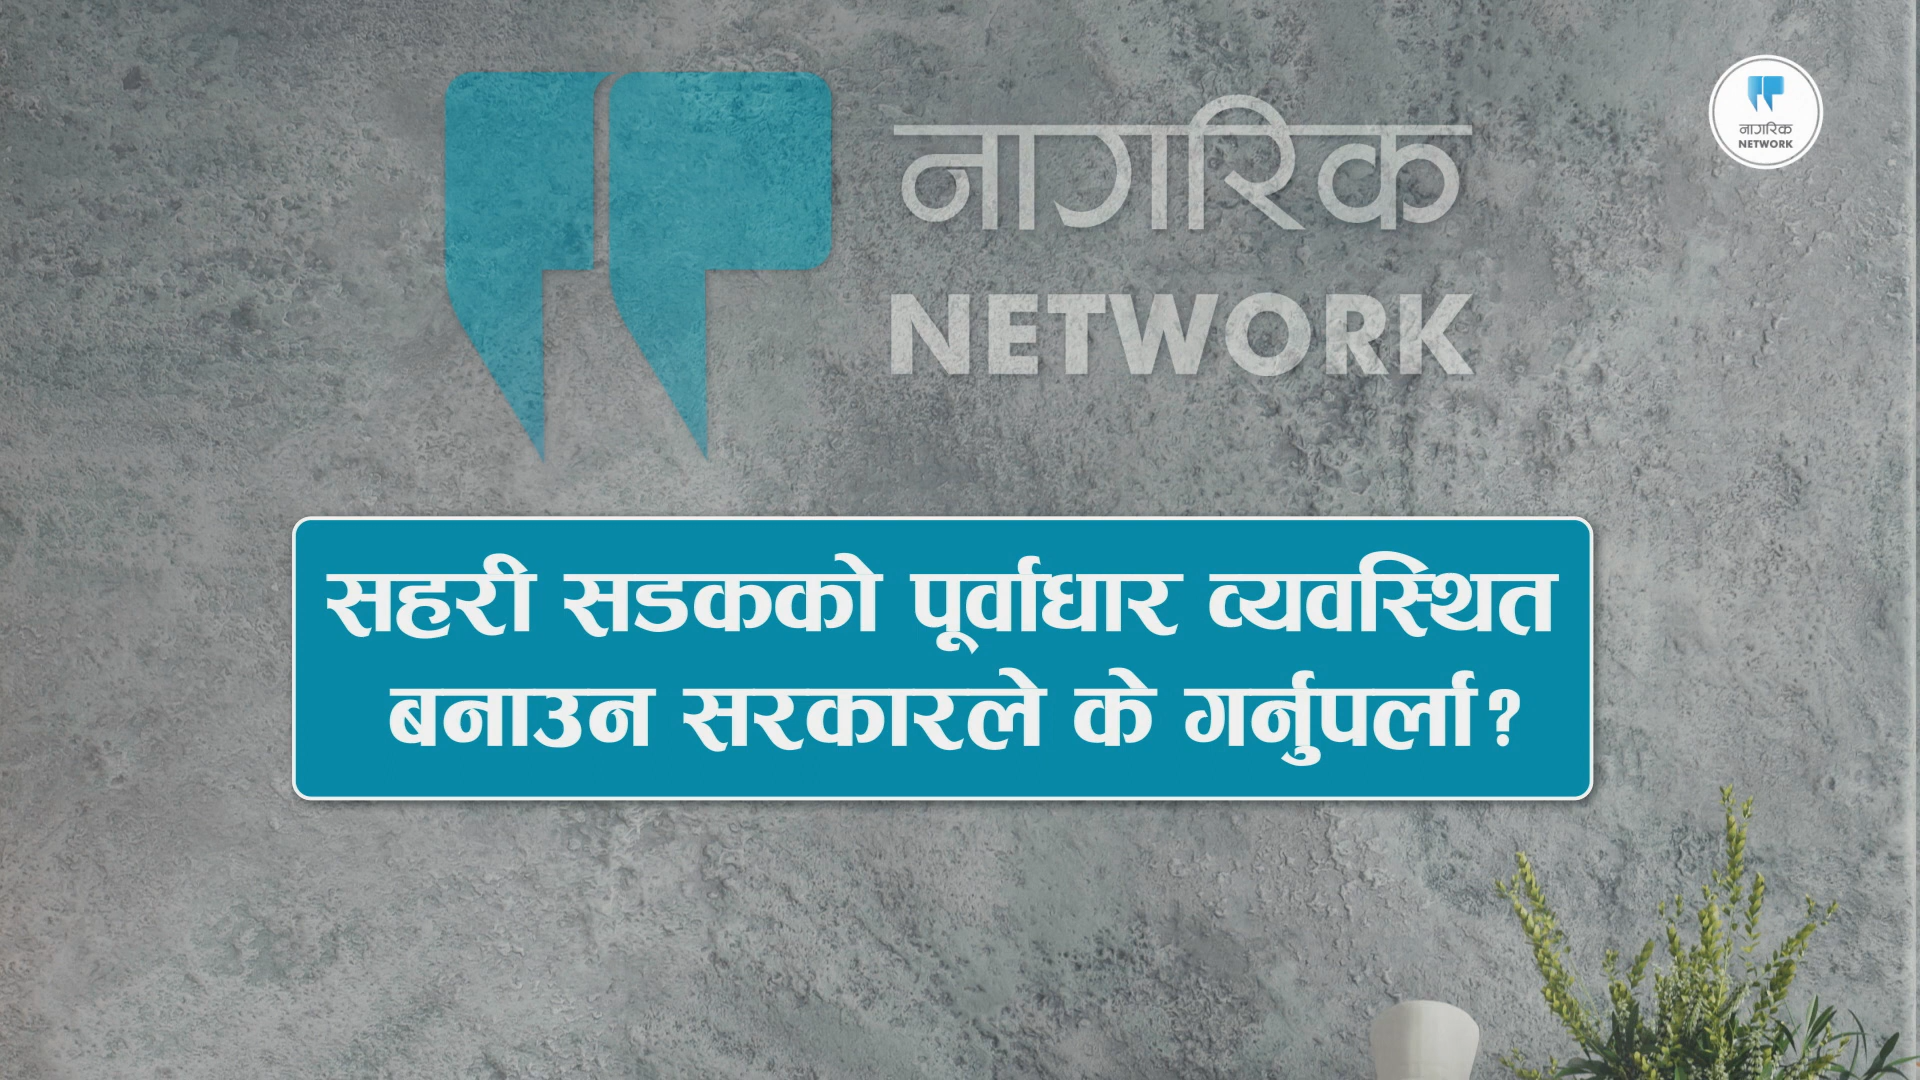 नागरिक
NETWORK
नागरिक
NETWORK
सहरी सडकको पूर्वाधार व्यवस्थित
बनाउन सरकारले के गर्नुपर्ला?